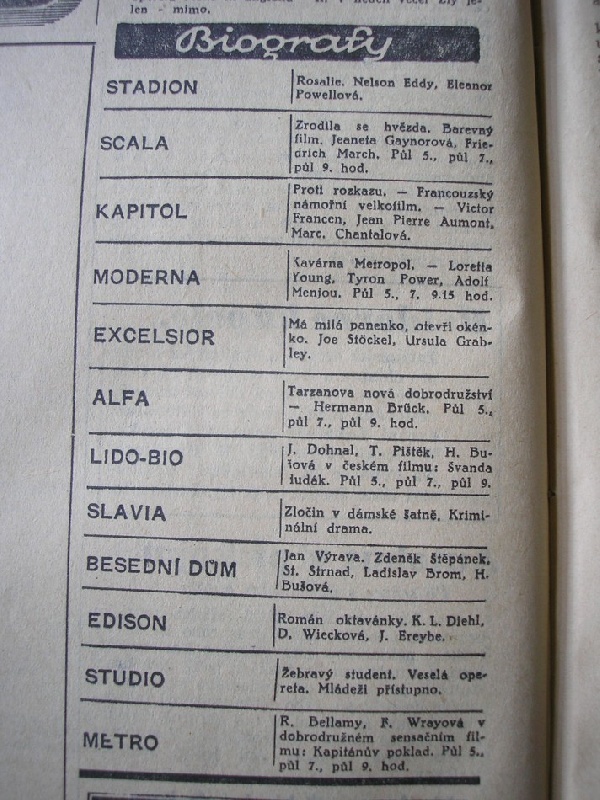 len - mimo.
Biografy
STADION
Rosalie. Nelson Eddy, Eleanor
Powellová.
SCALA
Zrodila se hvězda. Barevný
film. Jeaneta Gaynorová, Frie-
drich March. Půl 5., půl 7.,
půl 9. hod.
KAPITOL
Proti rozkazu. — Francouzský
námořní velkofilm. — Victor
Francen, Jean Pierre Aumont,
Marc. Chantalová.
MODERNA
Kavárna Metropol. — Loretta
Young, Tyron Power, Adolf
Menjou. Půl 5., 7. 9.15 hod.
EXCELSIOR
Má milá panenko, otevři okén-
ko. Joe Stöckel, Ursula Grab-
ley.
ALFA
Tarzanova nová dobrodružství
— Hermann Brück. Půl 5.,
půl 7., půl 9. hod.
LIDO-BIO
J. Dohnal, T. Pištěk, H. Bu-
šová v českém filmu: Švanda
dudák. Půl 5., půl 7., půl 9.
SLAVIA
Zločin v dámské šatně. Krimi-
nální drama.
BESEDNÍ DŮM
Jan Výrava. Zdeněk Štěpánek,
St. Strnad, Ladislav Brom, H.
Bušová.
EDISON
Román oktavánky. K. L. Diehl,
D. Wiecková, J. Breybe.
STUDIO
Žebravý student. Veselá ope-
reta. Mládeži přístupno.
METRO
R. Bellamy, F. Wrayová v
dobrodružném sensačním fil-
mu: Kapitánův poklad. Půl 5.,
půl 7., půl 9. hod.